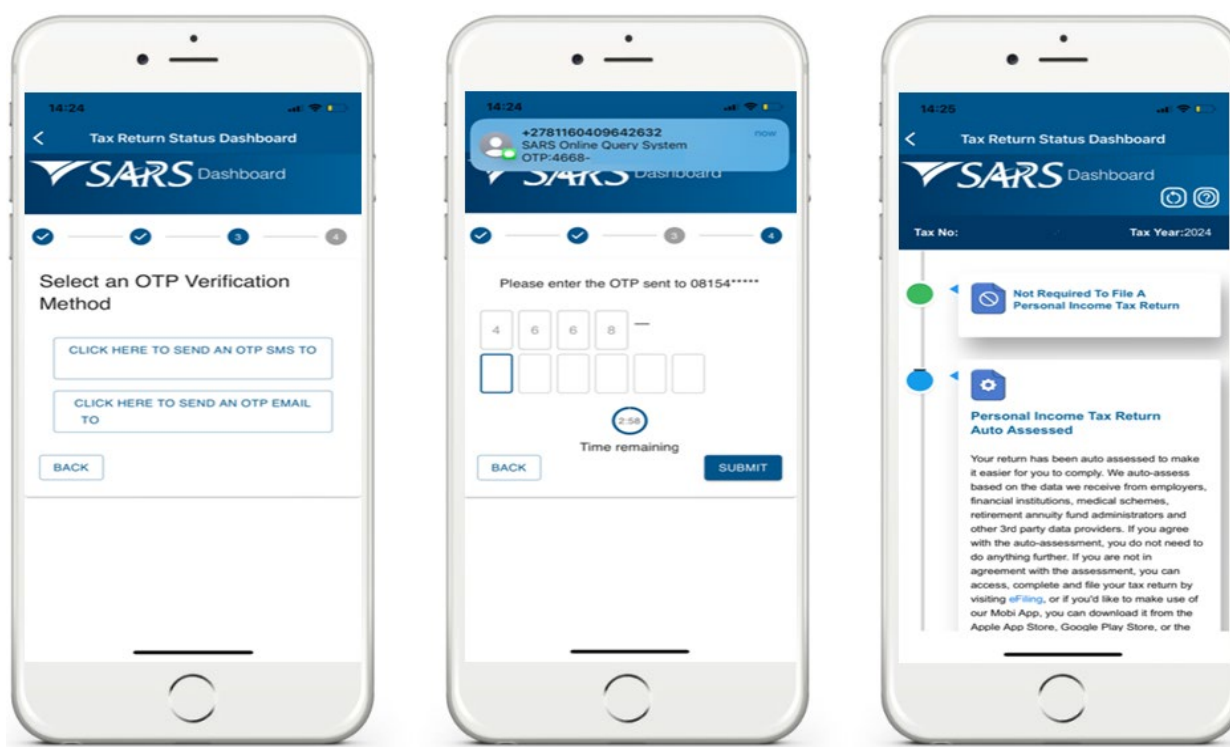 14:24
Tax Return Status Dashboard
SARS Dashboard
3
4
Select an OTP Verification
Method
CLICK HERE TO SEND AN OTP SMS TO
CLICK HERE TO SEND AN OTP EMAIL
TO
BACK
14:24
+2781160409642632 now
SARS Online Query System
OTP:4668-
SARS Dashboard
3
4
Please enter the OTP sent to 08154*****
4 6 6 8 —
2:58
Time remaining
BACK
SUBMIT
14:25
Tax Return Status Dashboard
SARS Dashboard
Tax No: Tax Year:2024
Not Required To File A
Personal Income Tax Return
Personal Income Tax Return
Auto Assessed
Your return has been auto assessed to make
it easier for you to comply. We auto-assess
based on the data we receive from employers,
financial institutions, medical schemes,
retirement annuity fund administrators and
other 3rd party data providers. If you agree
with the auto-assessment, you do not need to
do anything further. If you are not in
agreement with the assessment, you can
access, complete and file your tax return by
visiting eFiling, or if you'd like to make use of
our Mobi App, you can download it from the
Apple App Store, Google Play Store, or the